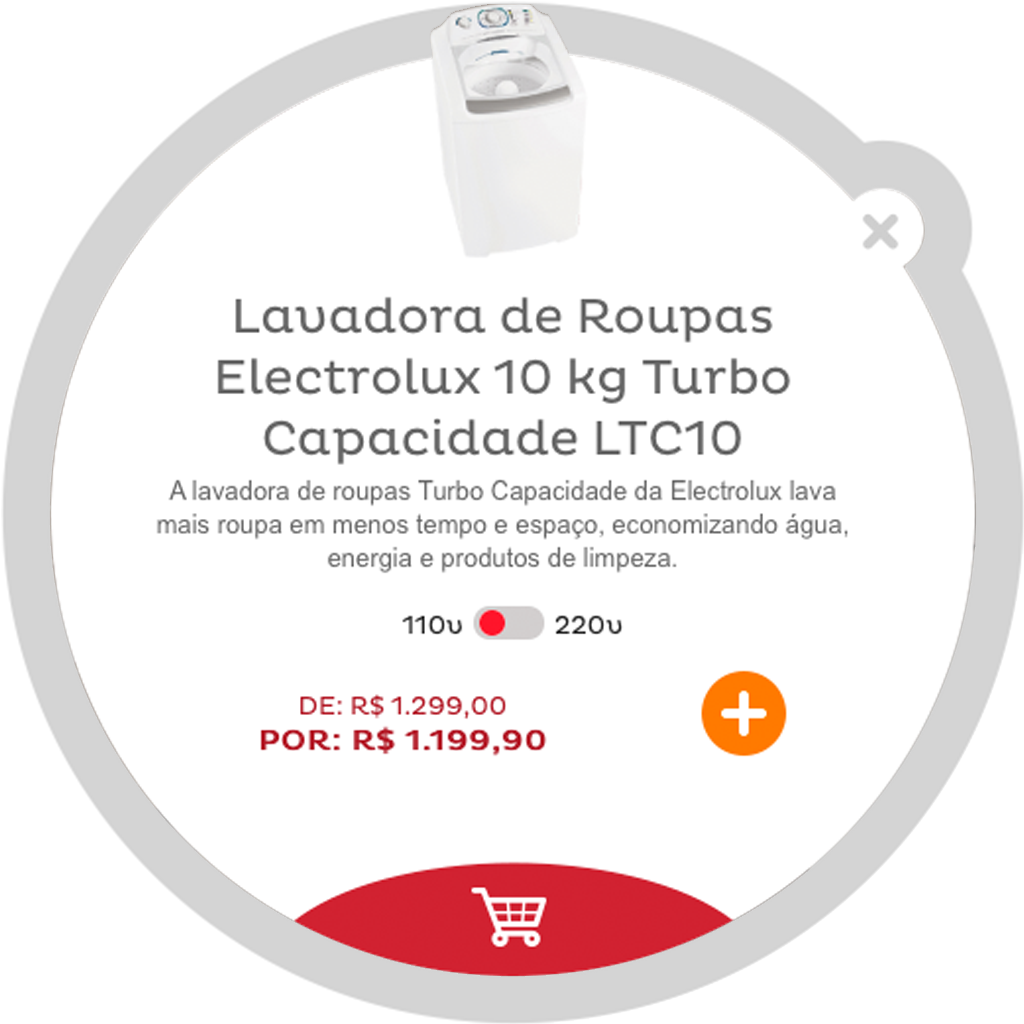 Lavadora de Roupas
Electrolux 10 kg Turbo
Capacidade LTC10
A lavadora de roupas Turbo Capacidade da Electrolux lava
mais roupa em menos tempo e espaço, economizando água,
energia e produtos de limpeza.
110v 220v
DE: R$ 1.299,00
POR: R$ 1.199,90